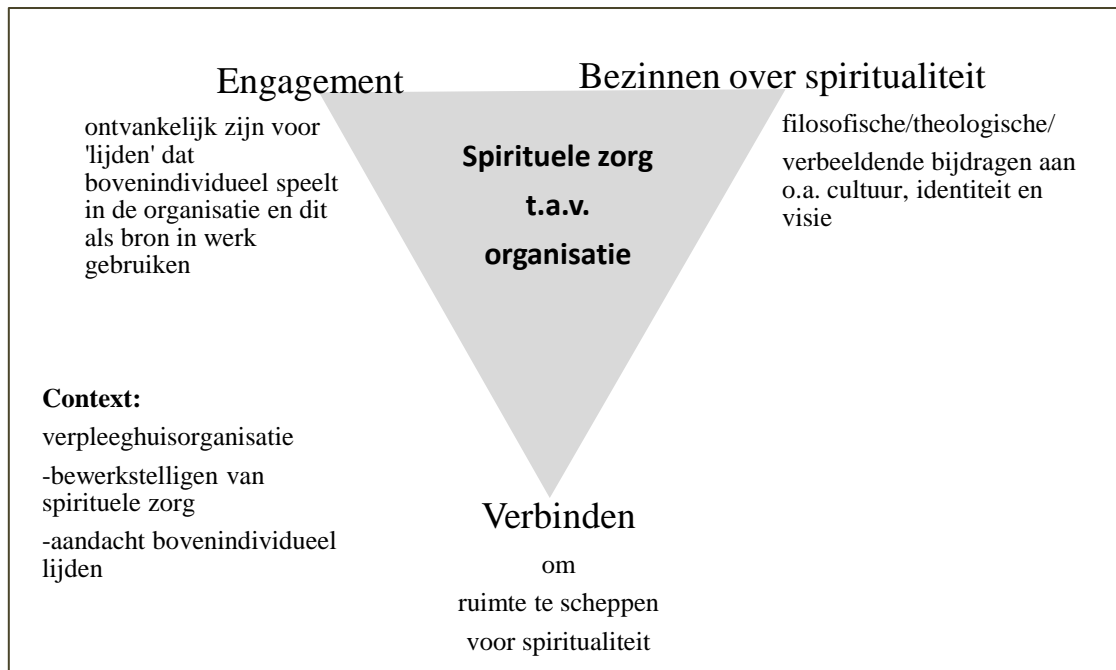 Engagement
ontvankelijk zijn voor
'lijden' dat
bovenindividueel speelt
in de organisatie en dit
als bron in werk
gebruiken
Bezinnen over spiritualiteit
filosofische/theologische/
verbeeldende bijdragen aan
o.a. cultuur, identiteit en
visie
Spirituele zorg
t.a.v.
organisatie
Context:
verpleeghuisorganisatie
-bewerkstelligen van
spirituele zorg
-aandacht bovenindividueel
lijden
Verbinden
om
ruimte te scheppen
voor spiritualiteit